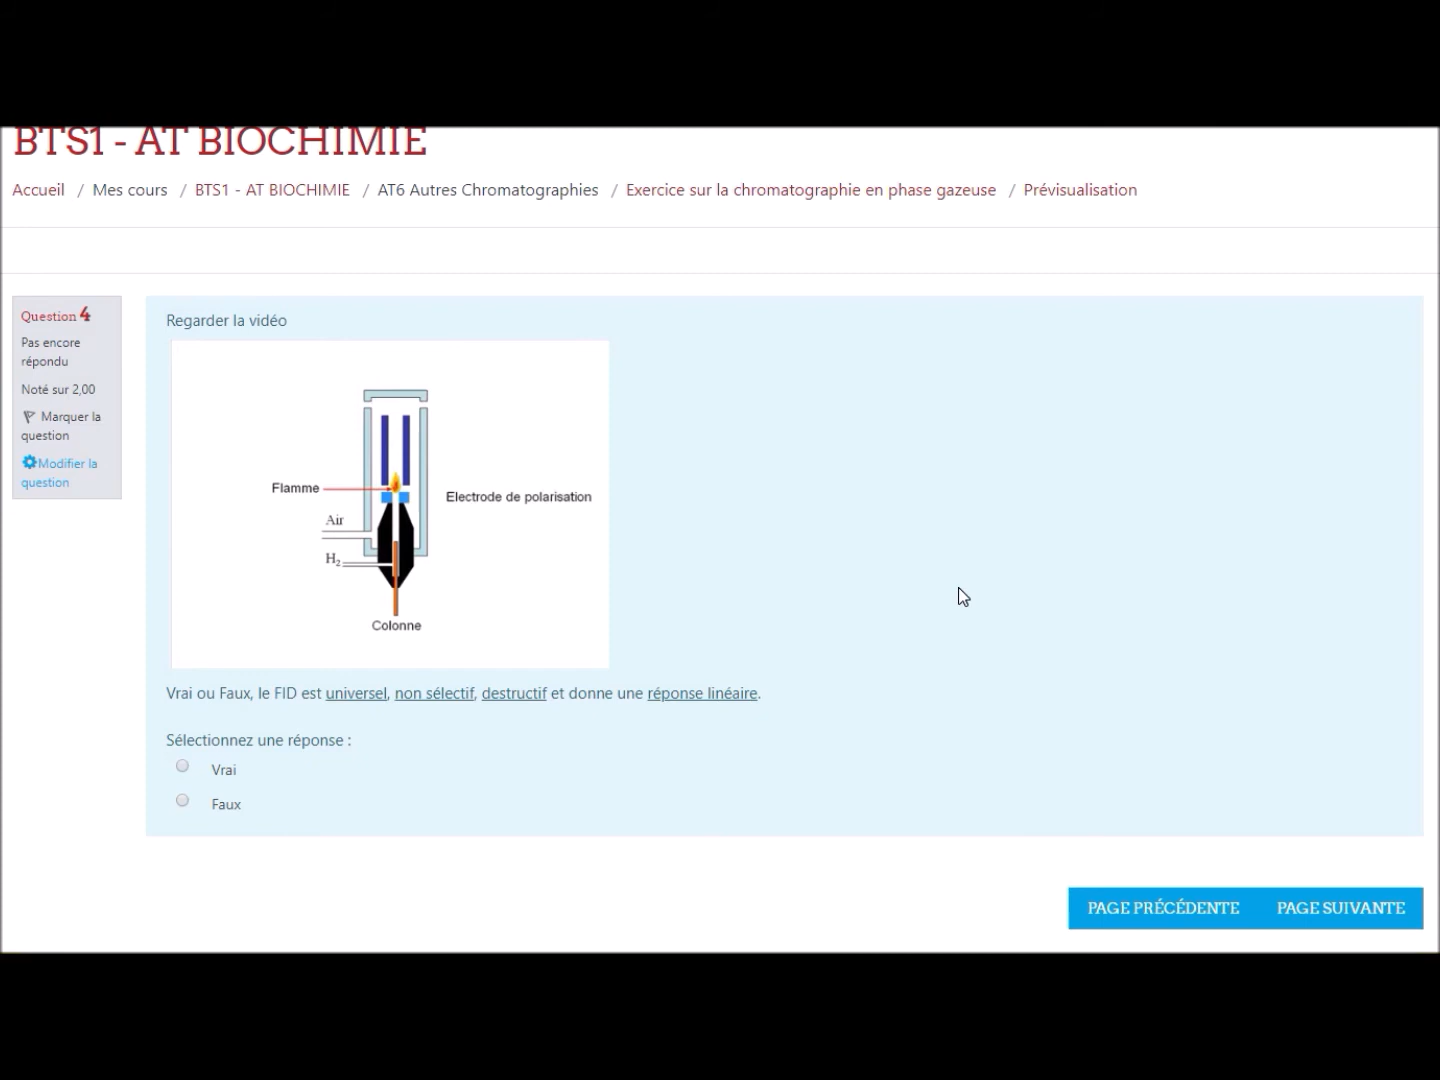 BTS1 - AT BIOCHIMIE
Accueil / Mes cours / BTS1 - AT BIOCHIMIE / AT6 Autres Chromatographies / Exercice sur la chromatographie en phase gazeuse / Prévisualisation
Question 4
Pas encore
répondu
Noté sur 2,00
Marquer la
question
Modifier la
question
Regarder la vidéo
Flamme
Electrode de polarisation
Air
H2
Colonne
Vrai ou Faux, le FID est universel, non sélectif, destructif et donne une réponse linéaire.
Sélectionnez une réponse :
Vrai
Faux
PAGE PRÉCÉDENTE
PAGE SUIVANTE